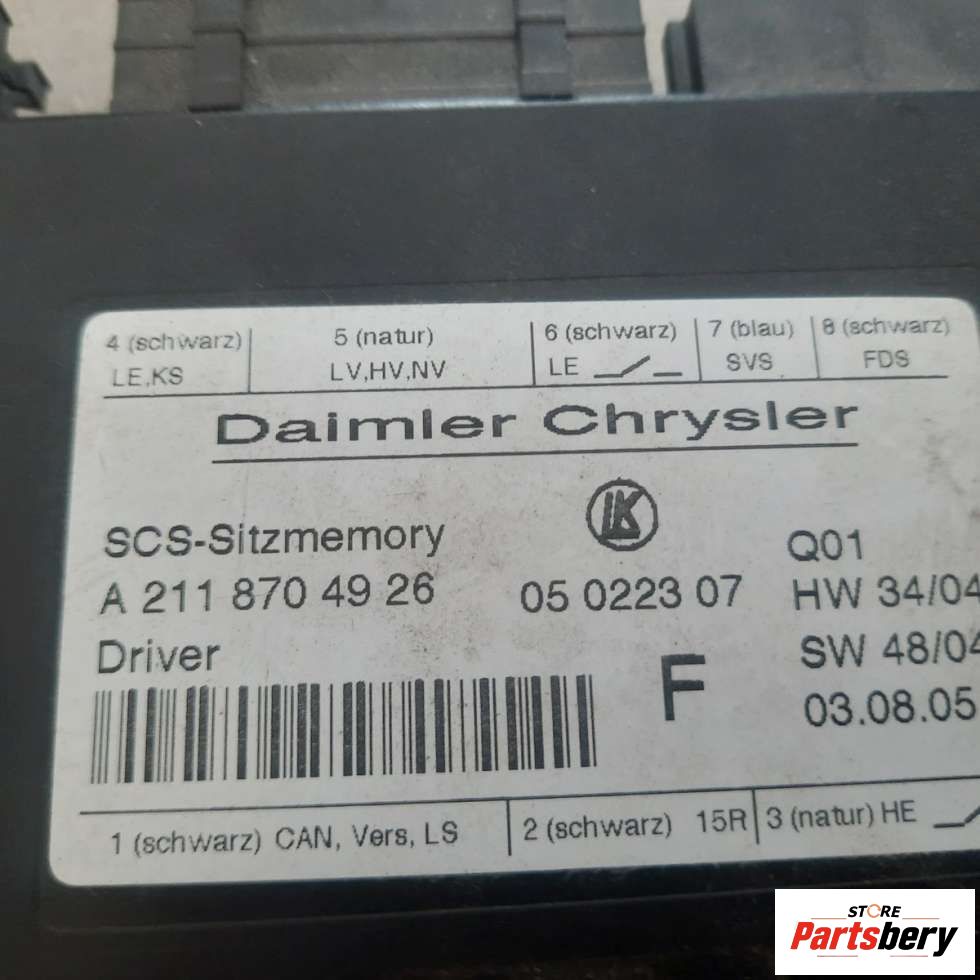 4 (schwarz) 5 (natur) 6 (schwarz) 7 (blau) 8 (schwarz)
LE,KS LV,HV,NV LE SVS FDS
Daimler Chrysler
LK
SCS-Sitzmemory Q01
A 211 870 49 26 05 0223 07 HW 34/04
Driver F SW 48/04
03.08.05
1 (schwarz) CAN, Vers, LS 2 (schwarz) 15R 3 (natur) HE
STORE
Partsbery